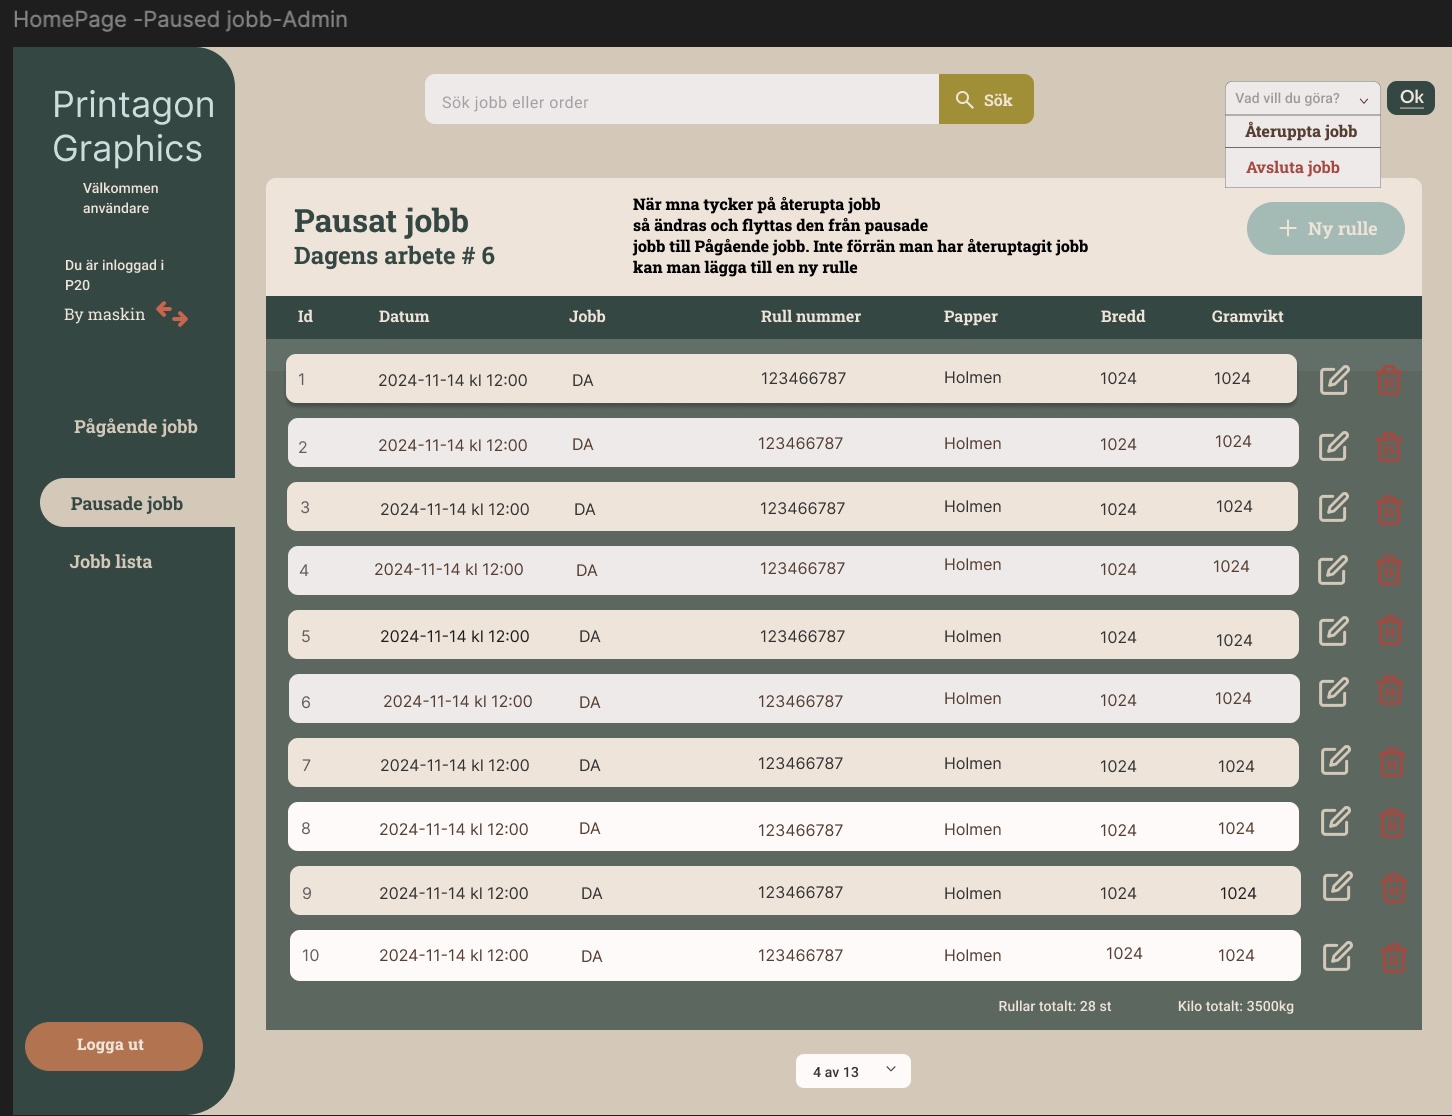 HomePage -Paused jobb-Admin
Printagon
Graphics
Välkommen
användare
Du är inloggad i
P20
By maskin
Pågående jobb
Pausade jobb
Jobb lista
Logga ut
Sök jobb eller order
Sök
Vad vill du göra?
Ok
Återuppta jobb
Avsluta jobb
Pausat jobb
Dagens arbete # 6
När mna tycker på återupta jobb
så ändras och flyttas den från pausade
jobb till Pågående jobb. Inte förrän man har återuptagit jobb
kan man lägga till en ny rulle
Ny rulle
Id Datum Jobb Rull nummer Papper Bredd Gramvikt
1 2024-11-14 kl 12:00 DA 123466787 Holmen 1024 1024
2 2024-11-14 kl 12:00 DA 123466787 Holmen 1024 1024
3 2024-11-14 kl 12:00 DA 123466787 Holmen 1024 1024
4 2024-11-14 kl 12:00 DA 123466787 Holmen 1024 1024
5 2024-11-14 kl 12:00 DA 123466787 Holmen 1024 1024
6 2024-11-14 kl 12:00 DA 123466787 Holmen 1024 1024
7 2024-11-14 kl 12:00 DA 123466787 Holmen 1024 1024
8 2024-11-14 kl 12:00 DA 123466787 Holmen 1024 1024
9 2024-11-14 kl 12:00 DA 123466787 Holmen 1024 1024
10 2024-11-14 kl 12:00 DA 123466787 Holmen 1024 1024
Rullar totalt: 28 st Kilo totalt: 3500kg
4 av 13